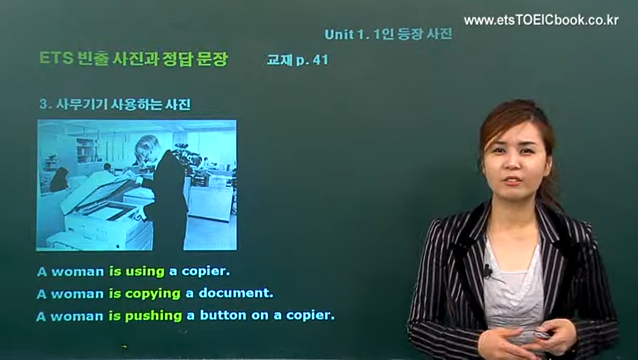 www.etsTOEICbook.co.kr
Unit 1. 1인 등장 사진
ETS 빈출 사진과 정답 문장
교재 p. 41
3. 사무기기 사용하는 사진
A woman is using a copier.
A woman is copying a document.
A woman is pushing a button on a copier.